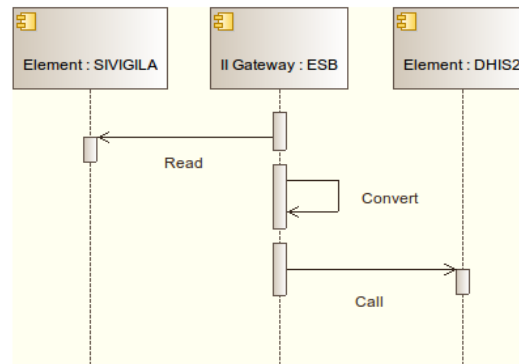 Element : SIVIGILA
II Gateway : ESB
Element : DHIS2
Read
Convert
Call